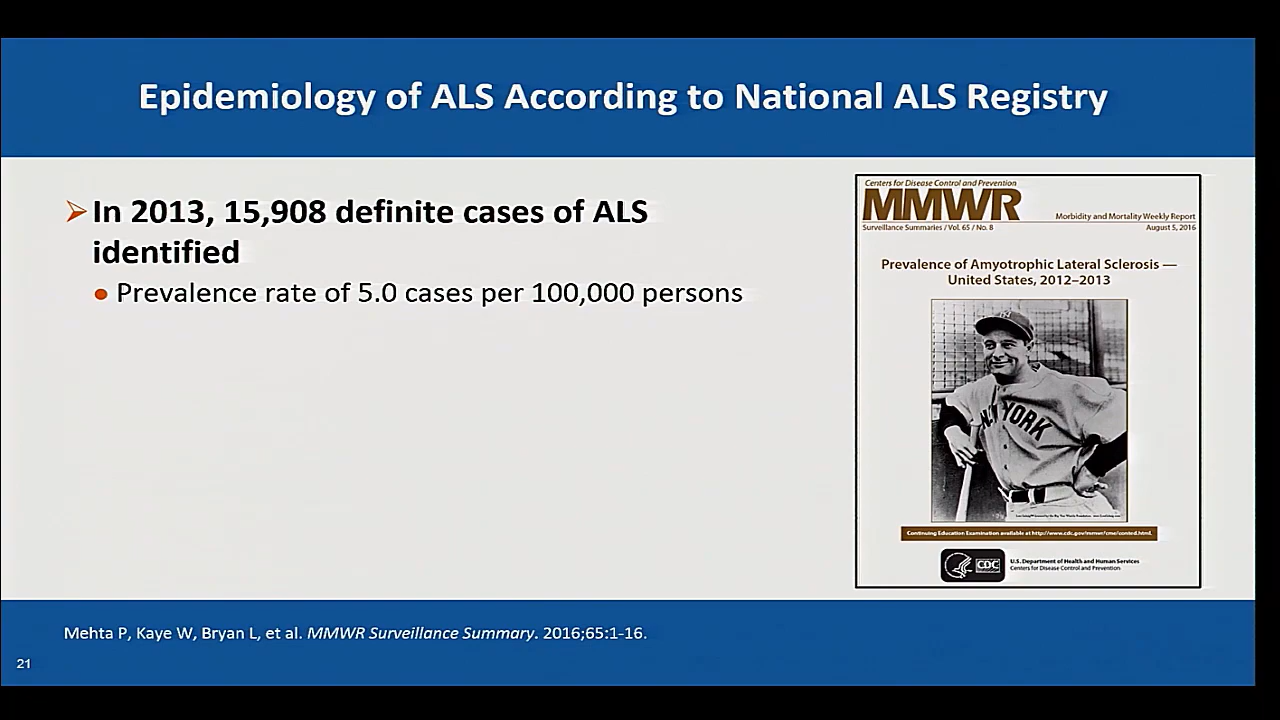 Epidemiology of ALS According to National ALS Registry
In 2013, 15,908 definite cases of ALS
identified
Prevalence rate of 5.0 cases per 100,000 persons
Centers for Disease Control and Prevention
MMWR
Morbidity and Mortality Weekly Report
Surveillance Summaries / Vol. 65 / No. 8
August 5, 2016
Prevalence of Amyotrophic Lateral Sclerosis —
United States, 2012–2013
N. YORK
Continuing Education Examination available at http://www.cdc.gov/mmwr/cme/conted.html.
CDC
U.S. Department of Health and Human Services
Centers for Disease Control and Prevention
Mehta P, Kaye W, Bryan L, et al. MMWR Surveillance Summary. 2016;65:1-16.
21